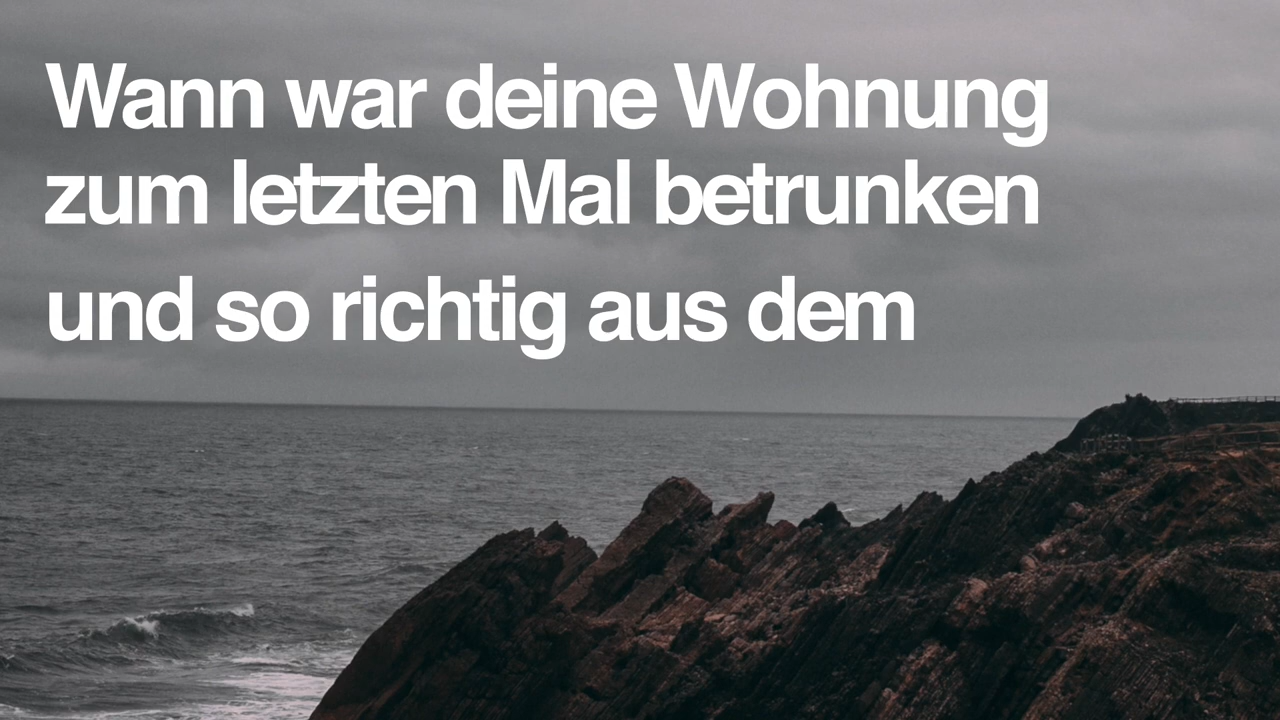 Wann war deine Wohnung
zum letzten Mal betrunken
und so richtig aus dem